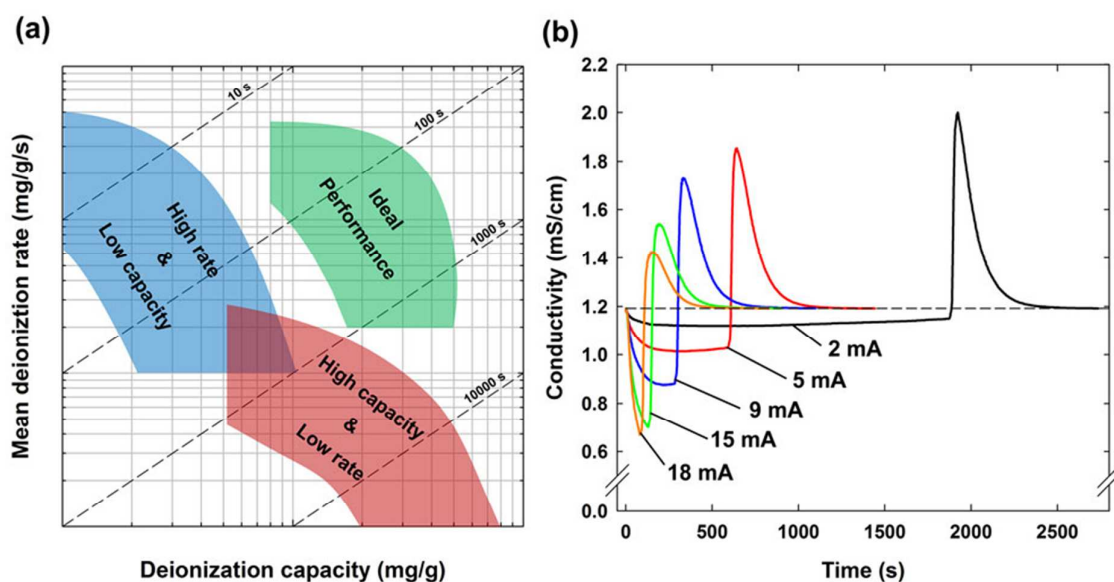 (a)
Mean deioniztion rate (mg/g/s)
10 s
100 s
1000 s
10000 s
High rate
&
Low capacity
Ideal
Performance
High capacity
&
Low rate
Deionization capacity (mg/g)
(b)
Conductivity (mS/cm)
2.2
2.0
1.8
1.6
1.4
1.2
1.0
0.8
0.6
0.0
2 mA
5 mA
9 mA
15 mA
18 mA
0
500
1000
1500
2000
2500
Time (s)